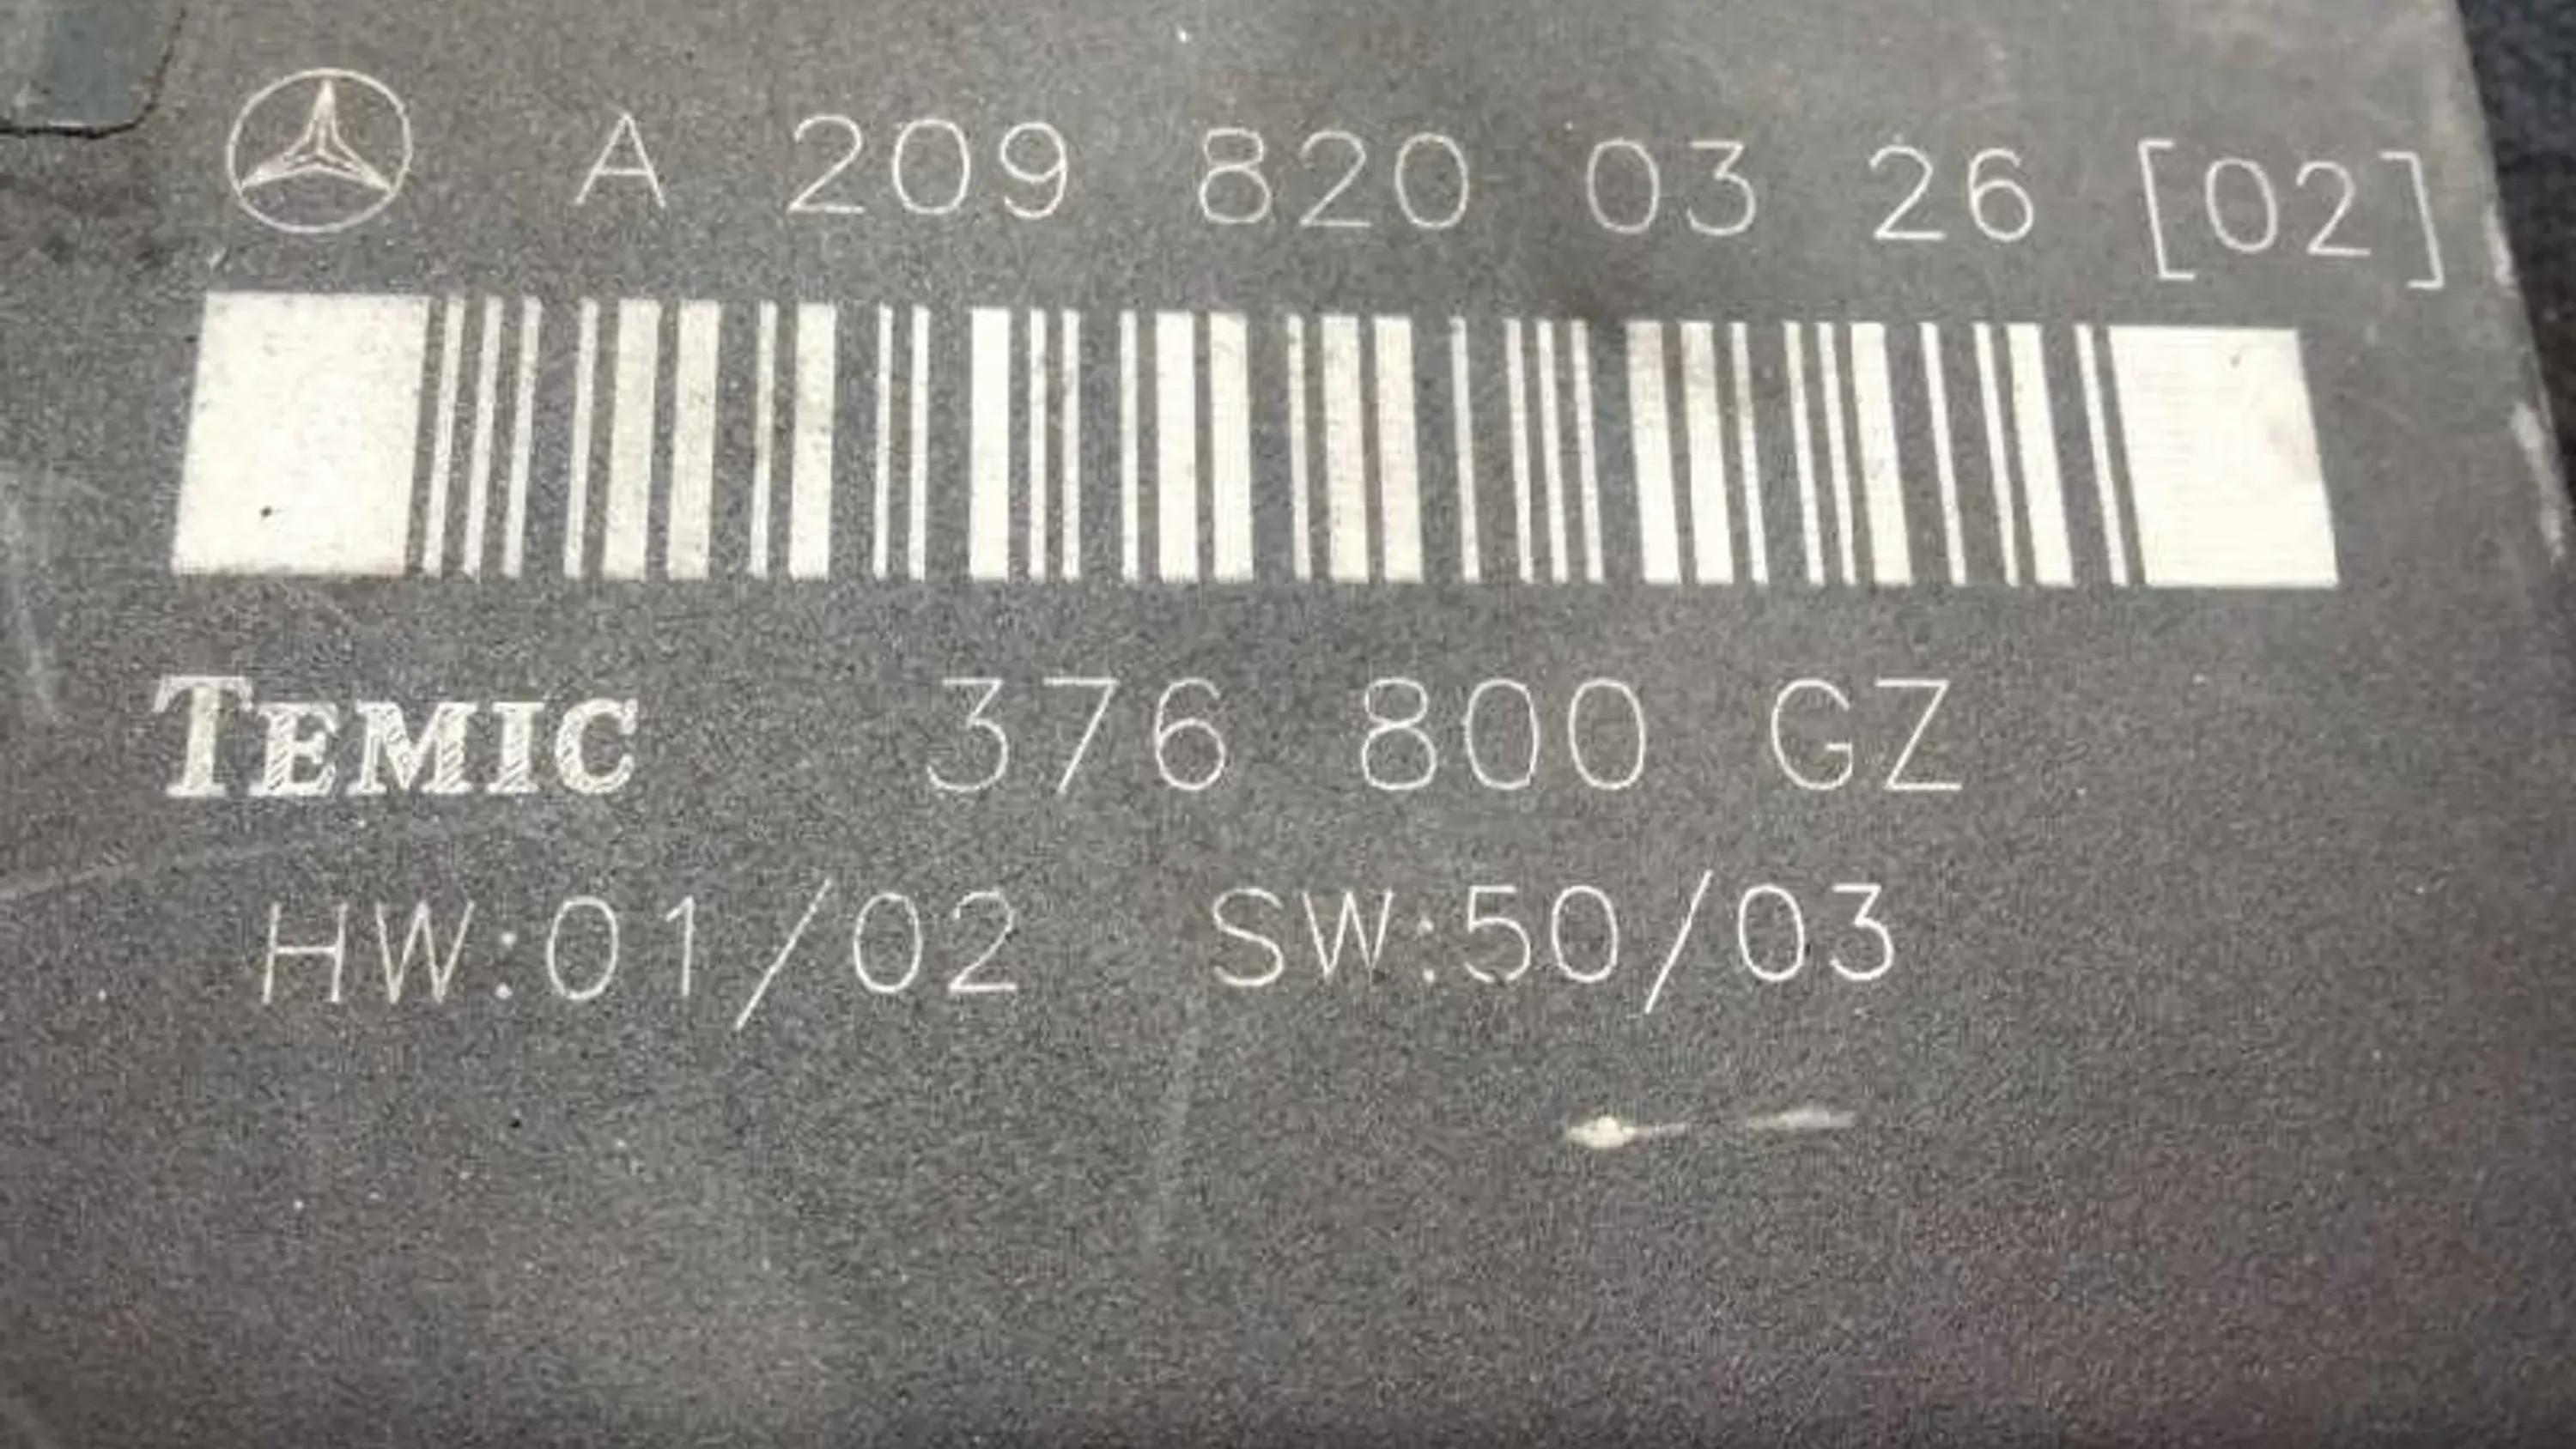 A 209 820 03 26 [02]
TEMIC 376 800 GZ
HW:01/02 SW:50/03